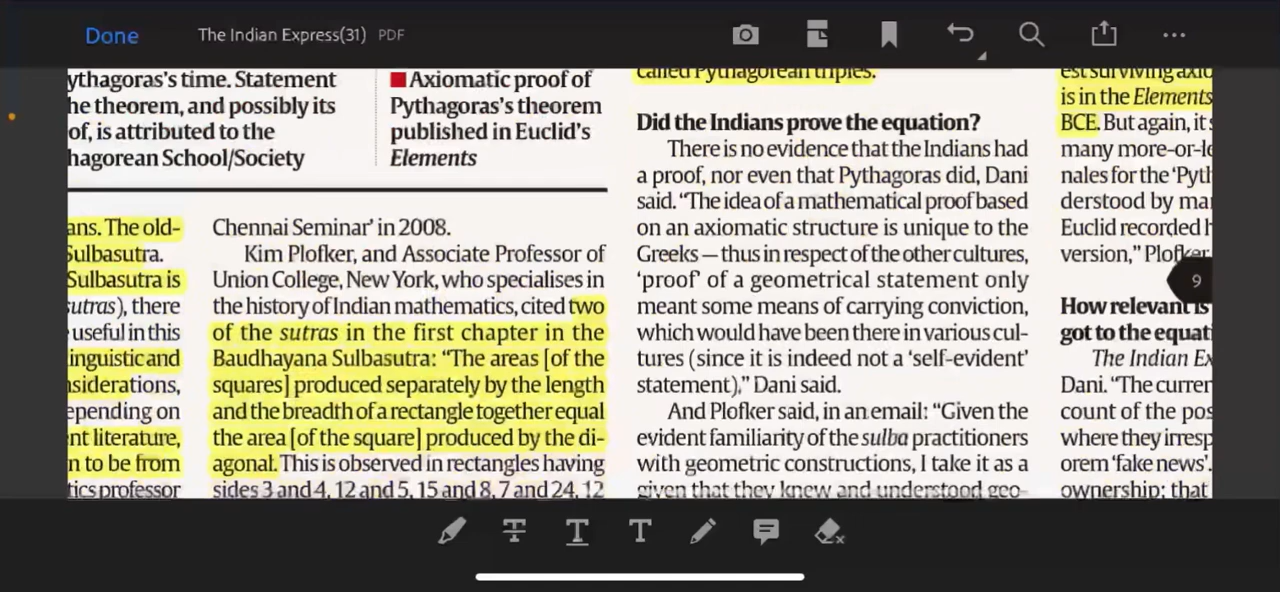 Done
The Indian Express(31) PDF
ythagoras's time. Statement
he theorem, and possibly its
of, is attributed to the
hagorean School/Society
■ Axiomatic proof of
Pythagoras's theorem
published in Euclid's
Elements
ans. The old-
Sulbasutra.
Sulbasutra is
sutras), there
useful in this
inguistic and
nsiderations,
epending on
nt literature,
n to be from
tics professor
Chennai Seminar' in 2008.
Kim Plofker, and Associate Professor of
Union College, New York, who specialises in
the history of Indian mathematics, cited two
of the sutras in the first chapter in the
Baudhayana Sulbasutra: “The areas [of the
squares] produced separately by the length
and the breadth of a rectangle together equal
the area [of the square] produced by the di-
agonal. This is observed in rectangles having
sides 3 and 4, 12 and 5, 15 and 8, 7 and 24, 12
called Pythagorean triples.
Did the Indians prove the equation?
There is no evidence that the Indians had
a proof, nor even that Pythagoras did, Dani
said. “The idea of a mathematical proof based
on an axiomatic structure is unique to the
Greeks — thus in respect of the other cultures,
‘proof’ of a geometrical statement only
meant some means of carrying conviction,
which would have been there in various cul-
tures (since it is indeed not a ‘self-evident’
statement),” Dani said.
And Plofker said, in an email: “Given the
evident familiarity of the sulba practitioners
with geometric constructions, I take it as a
given that they knew and understood geo-
est surviving axio
is in the Elements
BCE. But again, it s
many more-or-le
nales for the ‘Pyth
derstood by ma
Euclid recorded h
version,” Plofker
9
How relevant is
got to the equat
The Indian Ex
Dani. “The curren
count of the pos
where they irresp
orem ‘fake news’.
ownership; that